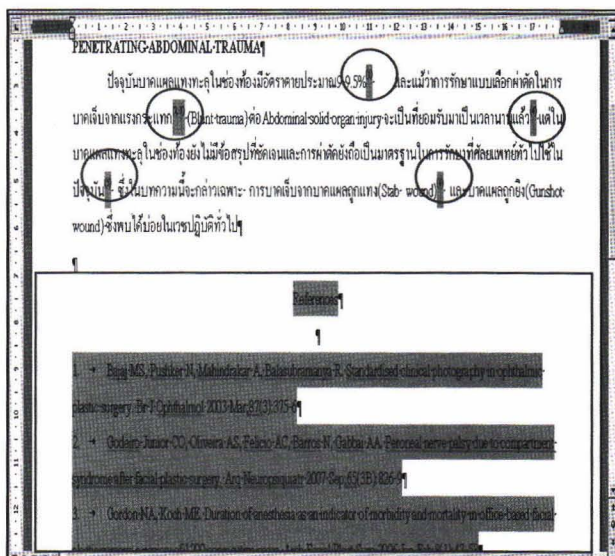 PENETRATING ABDOMINAL TRAUMA¶
ปัจจุบันบาดแผลแทงทะลุในช่องท้องมีอัตราตายประมาณ9-9.5% และแม้ว่าการรักษาแบบเลือกผ่าตัดในการ
บาดเจ็บจากแรงกระแทก (Blunt trauma) ต่อ Abdominal solid organ injury จะเป็นที่ยอมรับมาเป็นเวลานานแล้ว แต่ใน
บาดแผลแทงทะลุในช่องท้องยังไม่มีข้อสรุปที่ชัดเจนและการผ่าตัดยังถือเป็นมาตรฐานในการรักษาที่ศัลยแพทย์ทั่วไปใช้ใน
ปัจจุบัน ซึ่งในบทความนี้จะกล่าวเฉพาะ การบาดเจ็บจากบาดแผลถูกแทง(Stab wound) และบาดแผลถูกยิง(Gunshot
wound) ซึ่งพบได้บ่อยในเวชปฏิบัติทั่วไป¶
¶
References¶
¶
1. Bajaj MS, Pushker N, Mahindrakar A, Balasubramanya R. Standardised clinical photography in ophthalmic
plastic surgery. Br J Ophthalmol 2003 Mar;87(3):375-6¶
2. Godeiro Junior CO, Oliveira AS, Felicio AC, Barros N, Gabbai AA. Peroneal nerve palsy due to compartment
syndrome after facial plastic surgery. Arq Neuropsiquiatr 2007 Sep;65(3B):826-9¶
3. Gordon NA, Koch ME. Duration of anesthesia as an indicator of morbidity and mortality in office-based facial